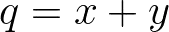 q = x + y